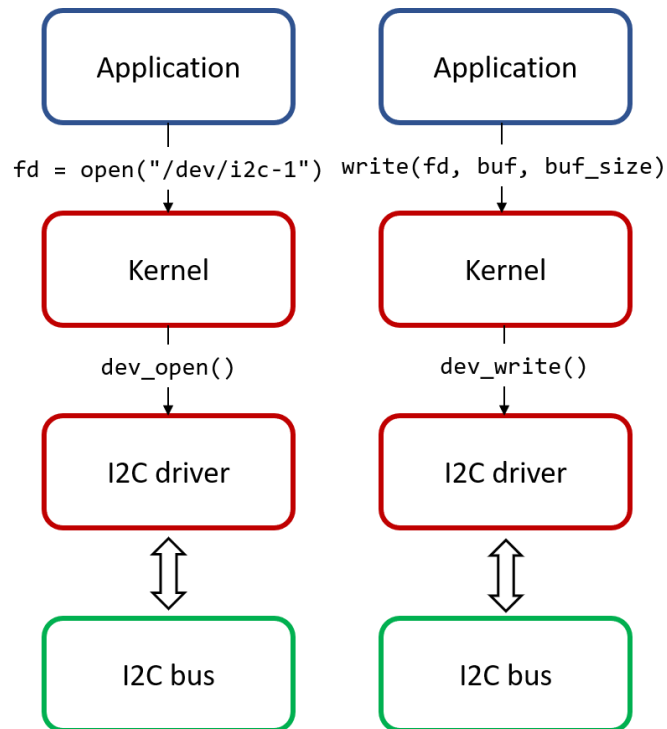 Application
fd = open("/dev/i2c-1")
Kernel
dev_open()
I2C driver
I2C bus
Application
write(fd, buf, buf_size)
Kernel
dev_write()
I2C driver
I2C bus